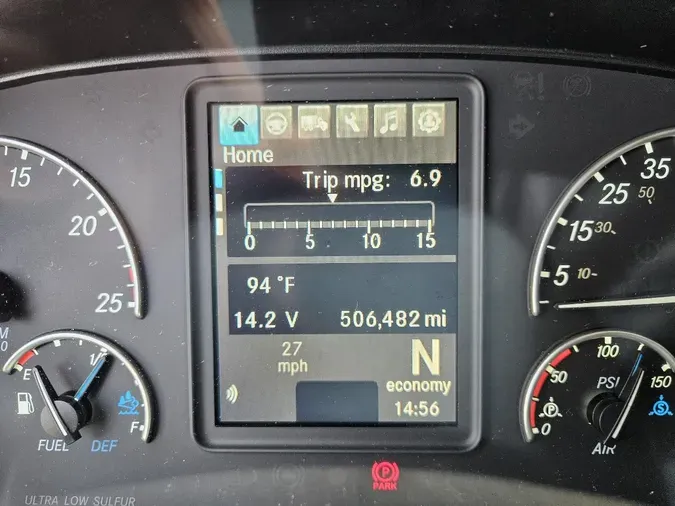 Home
Trip mpg: 6.9
0 5 10 15
94 °F
14.2 V 506,482 mi
27
mph
N
economy
14:56
15
20
25
E
F
FUEL DEF
ULTRA LOW SULFUR
35
25 50
15 30
5 10
100
50 PSI 150
0
AIR
P
S
P
PARK